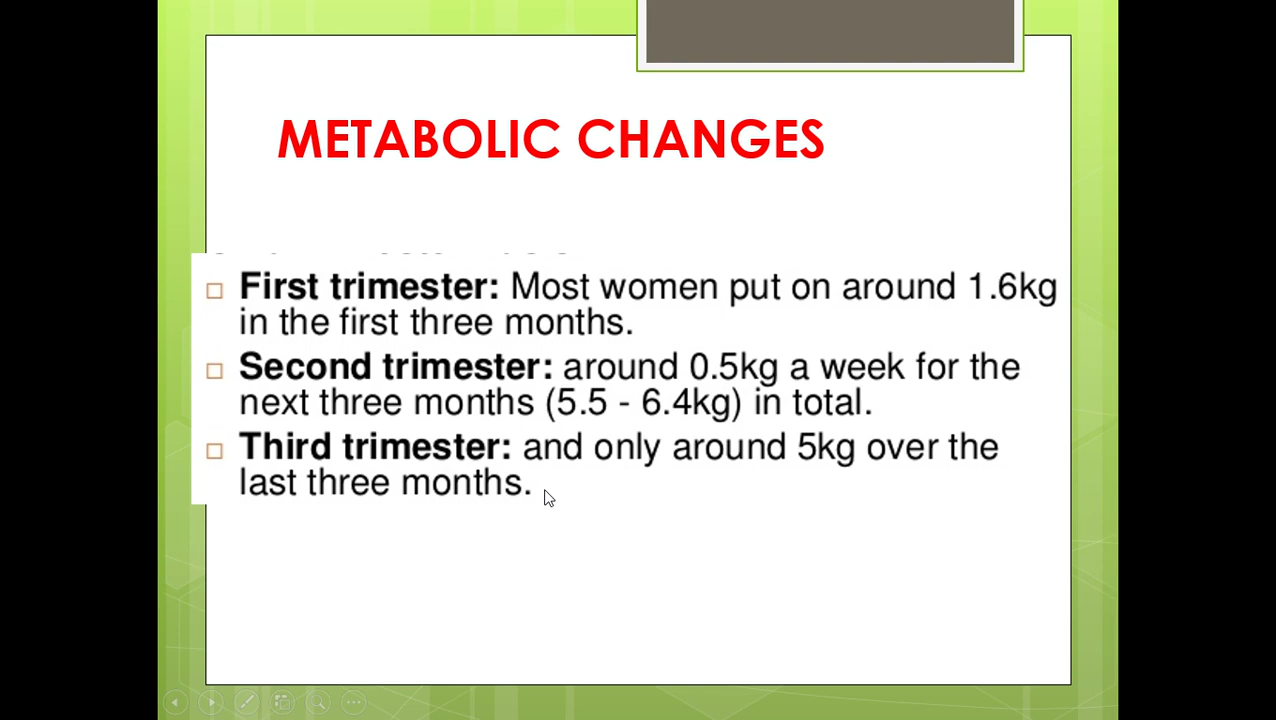 METABOLIC CHANGES
First trimester: Most women put on around 1.6kg
in the first three months.
Second trimester: around 0.5kg a week for the
next three months (5.5 - 6.4kg) in total.
Third trimester: and only around 5kg over the
last three months.